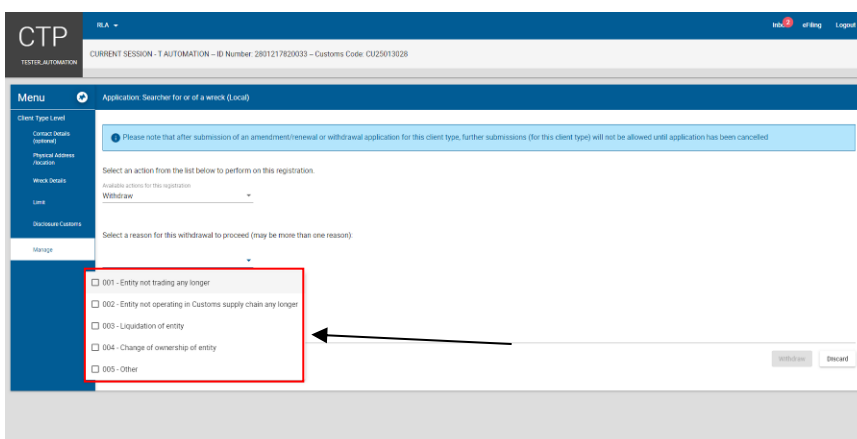 CTP
TESTER, AUTOMATION
RLA
Inbox 2 eFiling Logout
CURRENT SESSION - T AUTOMATION – ID Number: 2801217820033 – Customs Code: CU25013028
Menu
Application: Searcher for or of a wreck (Local)
Client Type Level
Contact Details
(optional)
Physical Address
/location
Wreck Details
Limit
Disclosure Customs
Manage
Please note that after submission of an amendment/renewal or withdrawal application for this client type, further submissions (for this client type) will not be allowed until application has been cancelled
Select an action from the list below to perform on this registration.
Available actions for this registration
Withdraw
Select a reason for this withdrawal to proceed (may be more than one reason):
001 - Entity not trading any longer
002 - Entity not operating in Customs supply chain any longer
003 - Liquidation of entity
004 - Change of ownership of entity
005 - Other
Withdraw Discard